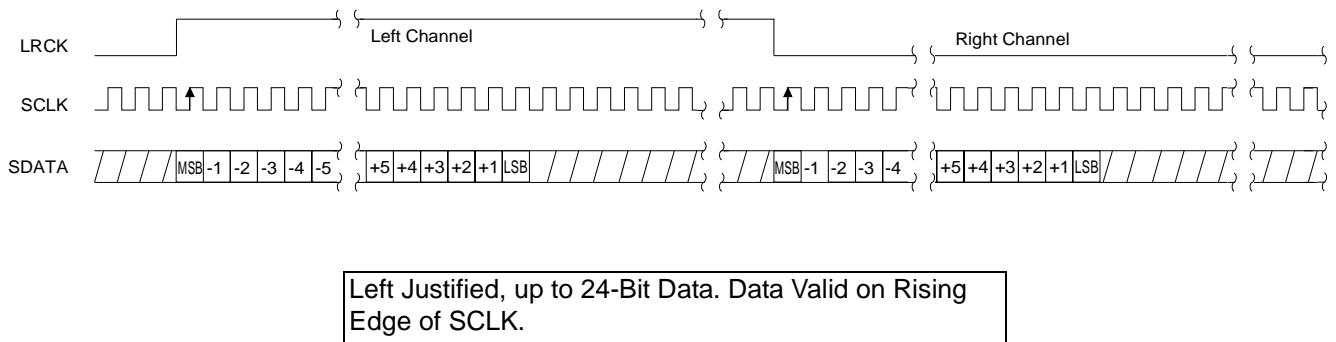 LRCK
Left Channel
Right Channel
SCLK
SDATA
MSB -1 -2 -3 -4 -5 +5 +4 +3 +2 +1 LSB MSB -1 -2 -3 -4 +5 +4 +3 +2 +1 LSB
Left Justified, up to 24-Bit Data. Data Valid on Rising
Edge of SCLK.